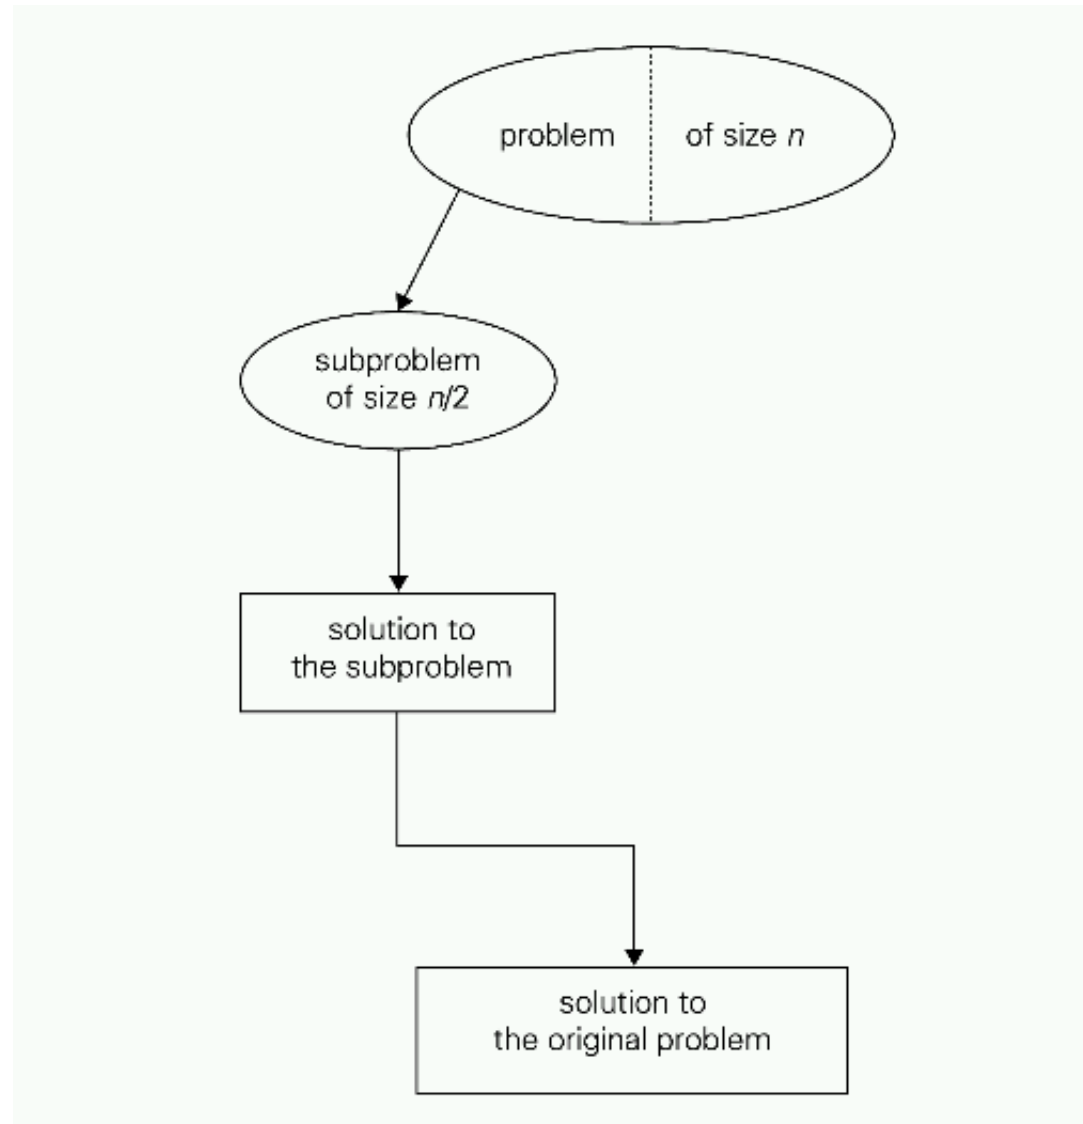 problem of size n
subproblem
of size n/2
solution to
the subproblem
solution to
the original problem